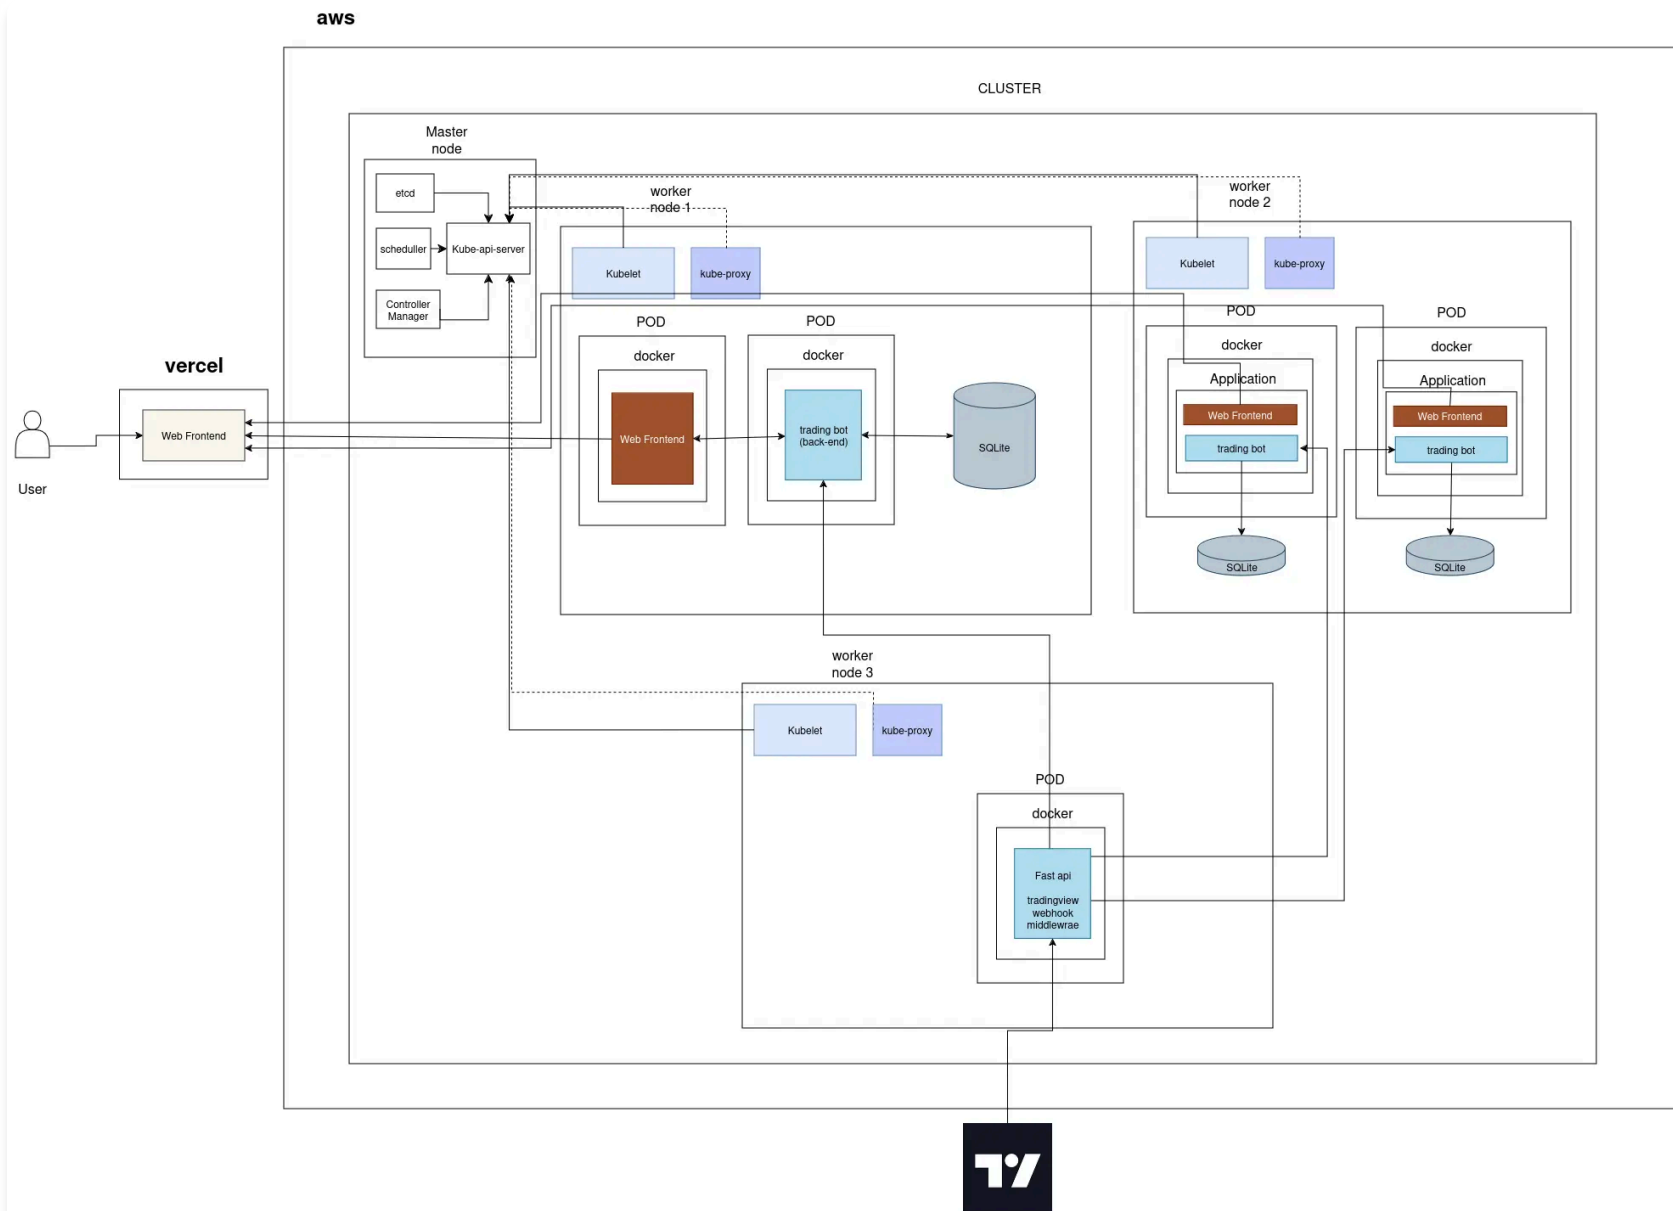 aws
CLUSTER
Master
node
etcd
scheduller
Kube-api-server
Controller
Manager
worker
node 1
Kubelet
kube-proxy
POD
docker
Web Frontend
POD
docker
trading bot
(back-end)
SQLite
worker
node 2
Kubelet
kube-proxy
POD
docker
Application
Web Frontend
trading bot
SQLite
POD
docker
Application
Web Frontend
trading bot
SQLite
vercel
Web Frontend
User
worker
node 3
Kubelet
kube-proxy
POD
docker
Fast api
tradingview
webhook
middlewrae